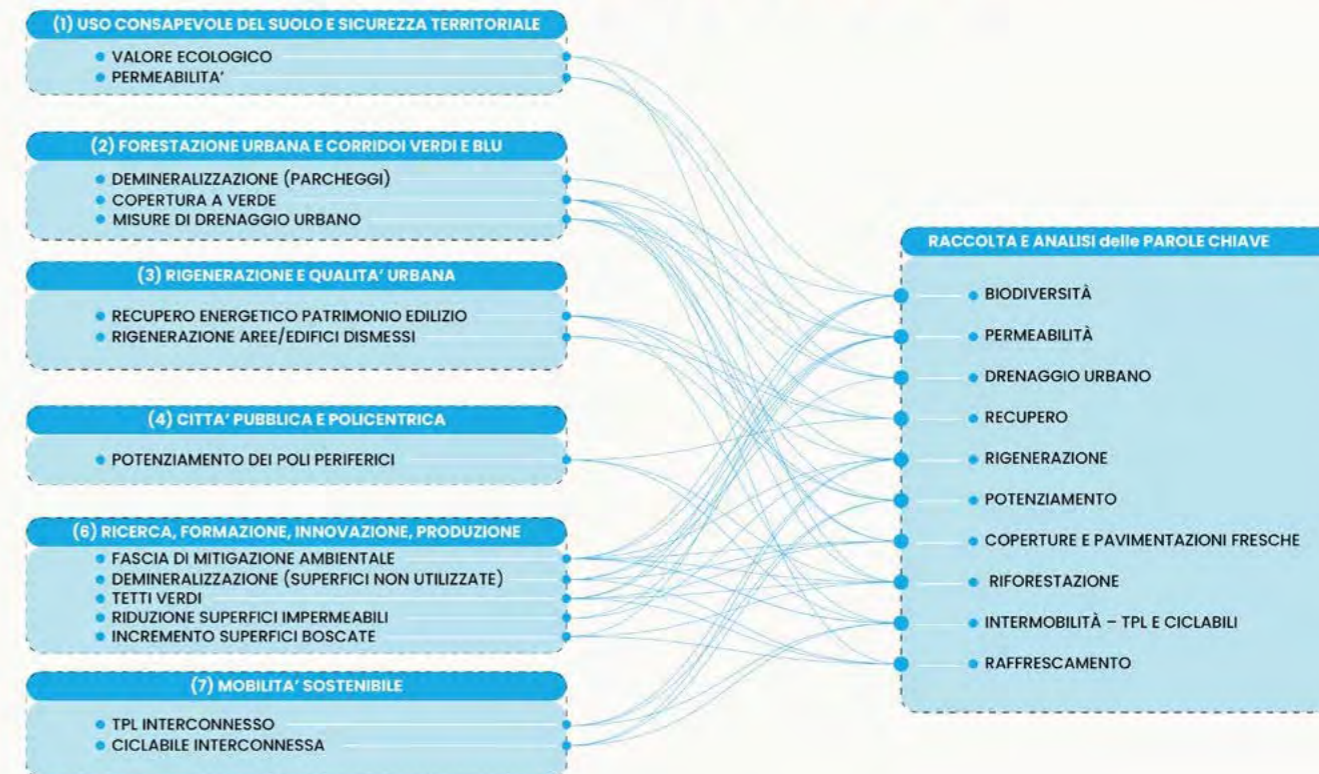 (1) USO CONSAPEVOLE DEL SUOLO E SICUREZZA TERRITORIALE
VALORE ECOLOGICO
PERMEABILITA'
(2) FORESTAZIONE URBANA E CORRIDOI VERDI E BLU
DEMINERALIZZAZIONE (PARCHEGGI)
COPERTURA A VERDE
MISURE DI DRENAGGIO URBANO
(3) RIGENERAZIONE E QUALITA' URBANA
RECUPERO ENERGETICO PATRIMONIO EDILIZIO
RIGENERAZIONE AREE/EDIFICI DISMESSI
(4) CITTA' PUBBLICA E POLICENTRICA
POTENZIAMENTO DEI POLI PERIFERICI
(6) RICERCA, FORMAZIONE, INNOVAZIONE, PRODUZIONE
FASCIA DI MITIGAZIONE AMBIENTALE
DEMINERALIZZAZIONE (SUPERFICI NON UTILIZZATE)
TETTI VERDI
RIDUZIONE SUPERFICI IMPERMEABILI
INCREMENTO SUPERFICI BOSCATE
(7) MOBILITA' SOSTENIBILE
TPL INTERCONNESSO
CICLABILE INTERCONNESSA
RACCOLTA E ANALISI delle PAROLE CHIAVE
BIODIVERSITÀ
PERMEABILITÀ
DRENAGGIO URBANO
RECUPERO
RIGENERAZIONE
POTENZIAMENTO
COPERTURE E PAVIMENTAZIONI FRESCHE
RIFORESTAZIONE
INTERMOBILITÀ – TPL E CICLABILI
RAFFRESCAMENTO